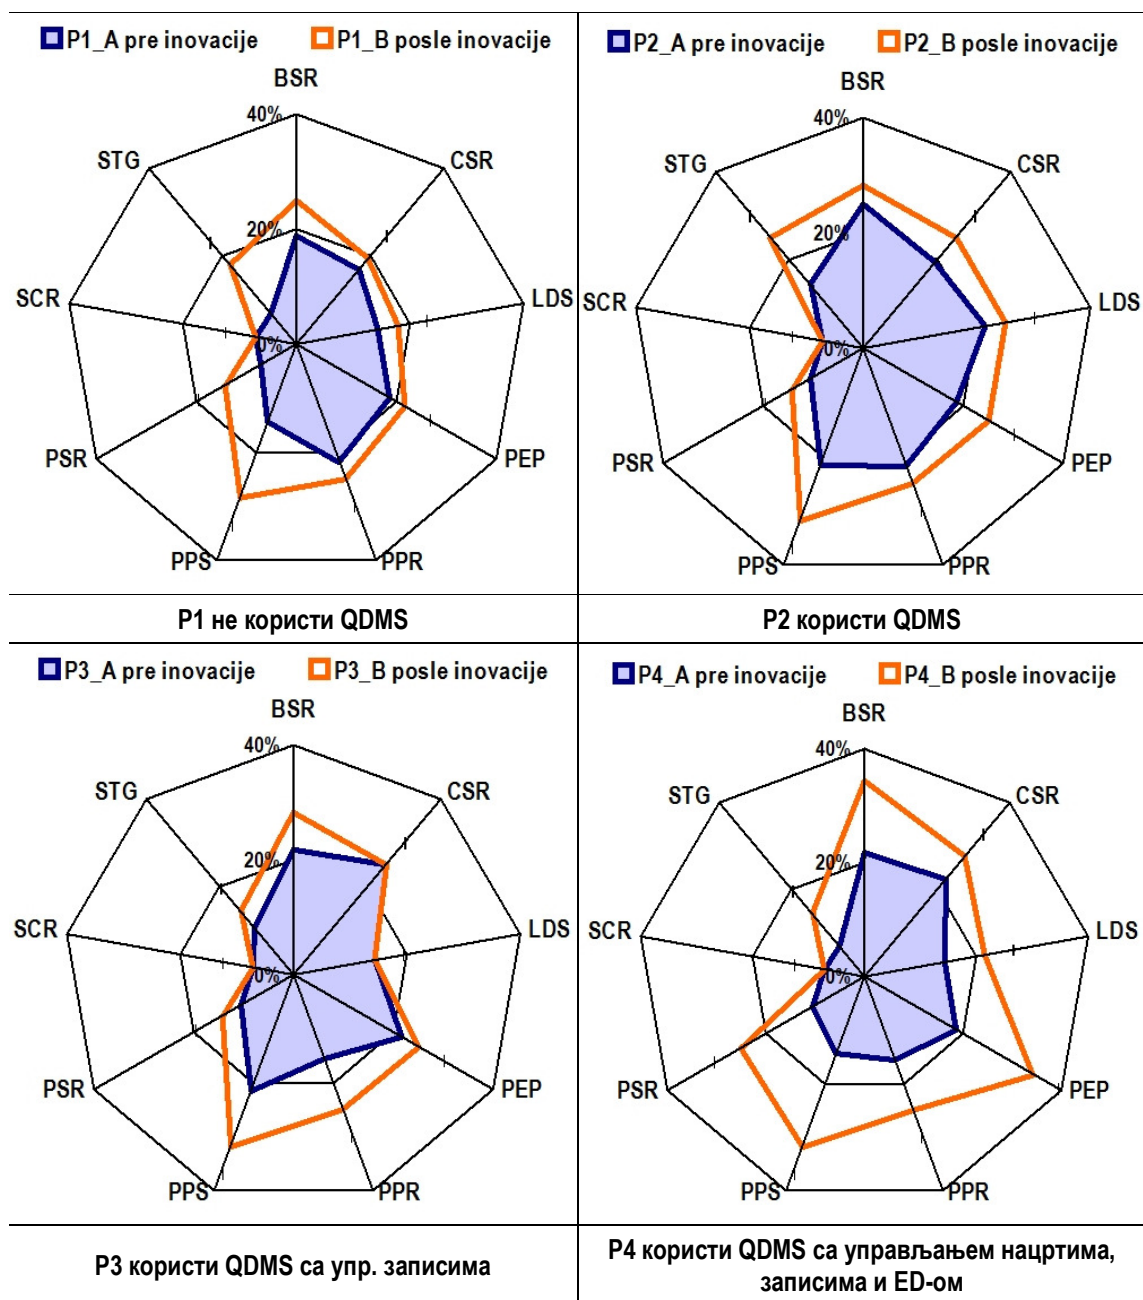 P1_A pre inovacije P1_B posle inovacije
BSR
40%
CSR
STG
20%
LDS
SCR
0%
PSR
PEP
PPS
PPR
P1 не користи QDMS
P2_A pre inovacije P2_B posle inovacije
BSR
40%
CSR
STG
20%
LDS
SCR
0%
PSR
PEP
PPS
PPR
P2 користи QDMS
P3_A pre inovacije P3_B posle inovacije
BSR
40%
CSR
STG
20%
LDS
SCR
0%
PSR
PEP
PPS
PPR
P3 користи QDMS са упр. записима
P4_A pre inovacije P4_B posle inovacije
BSR
40%
CSR
STG
20%
LDS
SCR
0%
PSR
PEP
PPS
PPR
P4 користи QDMS са управљањем нацртима,
записима и ED-ом